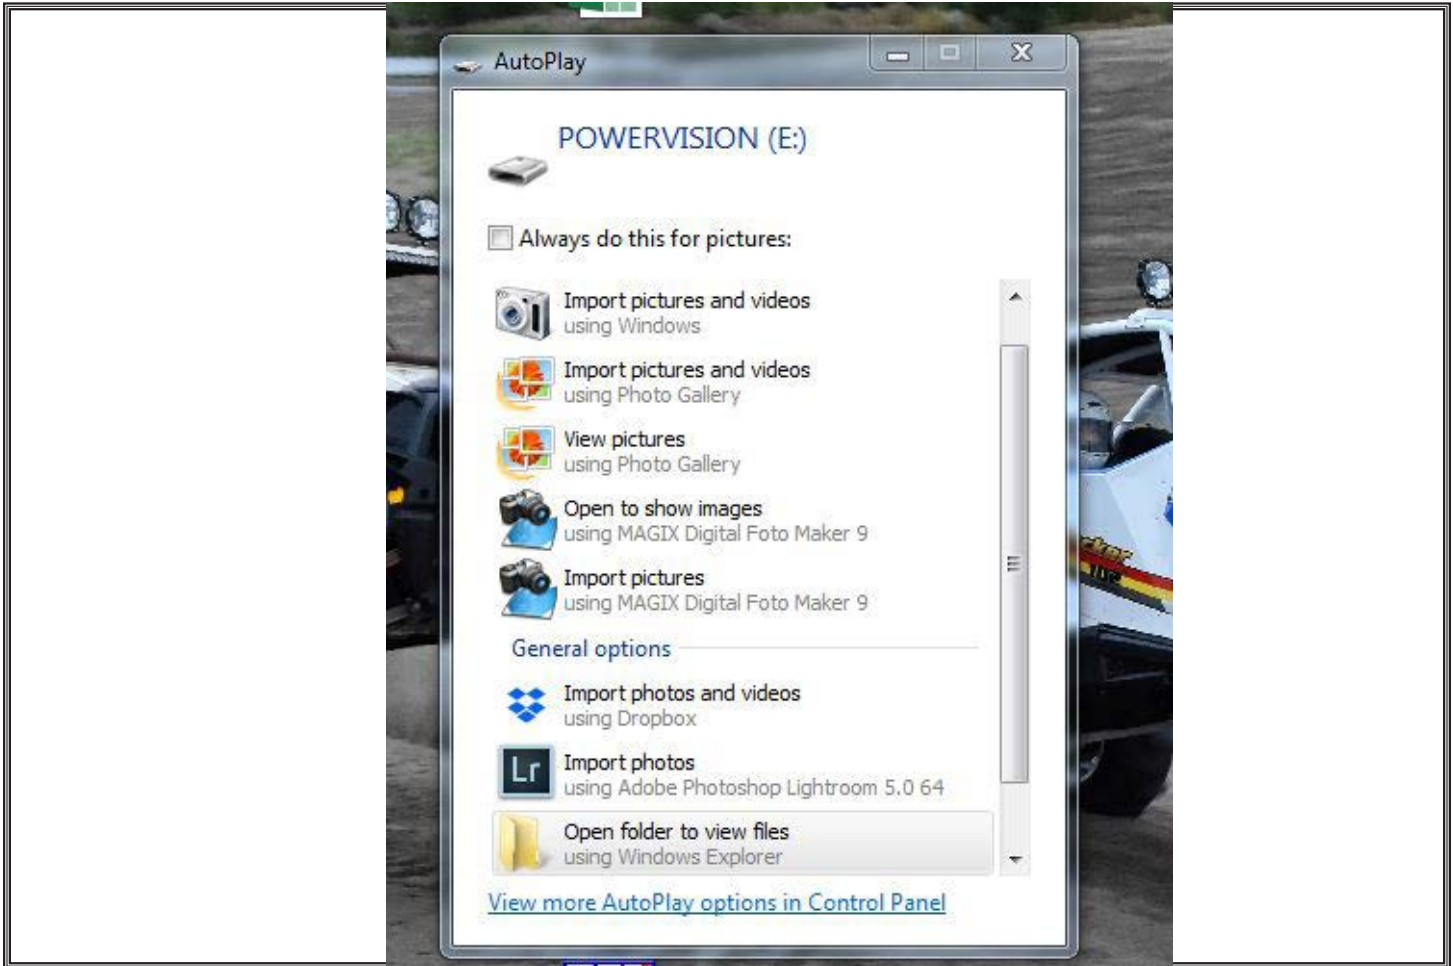 AutoPlay
POWERVISION (E:)
Always do this for pictures:
Import pictures and videos
using Windows
Import pictures and videos
using Photo Gallery
View pictures
using Photo Gallery
Open to show images
using MAGIX Digital Foto Maker 9
Import pictures
using MAGIX Digital Foto Maker 9
General options
Import photos and videos
using Dropbox
Lr
Import photos
using Adobe Photoshop Lightroom 5.0 64
Open folder to view files
using Windows Explorer
View more AutoPlay options in Control Panel